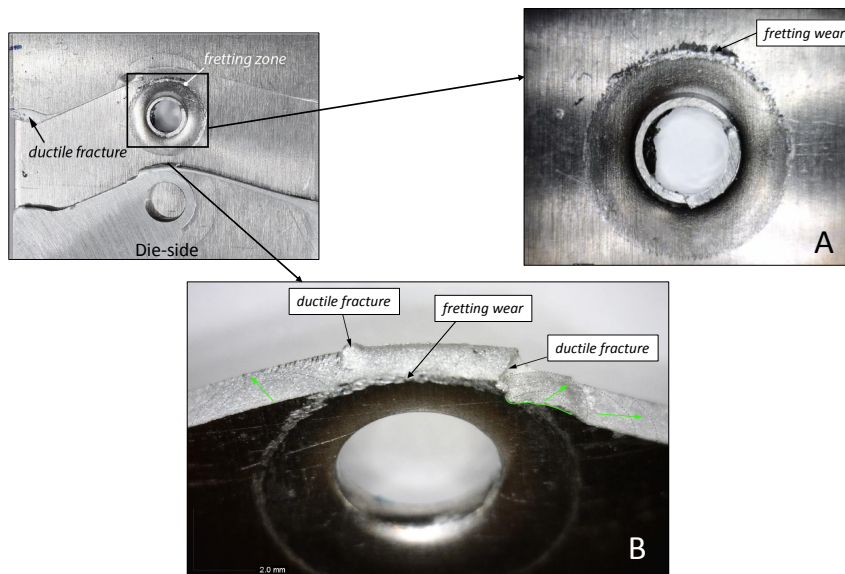 fretting zone
ductile fracture
Die-side
fretting wear
A
ductile fracture
fretting wear
ductile fracture
B
2.0 mm